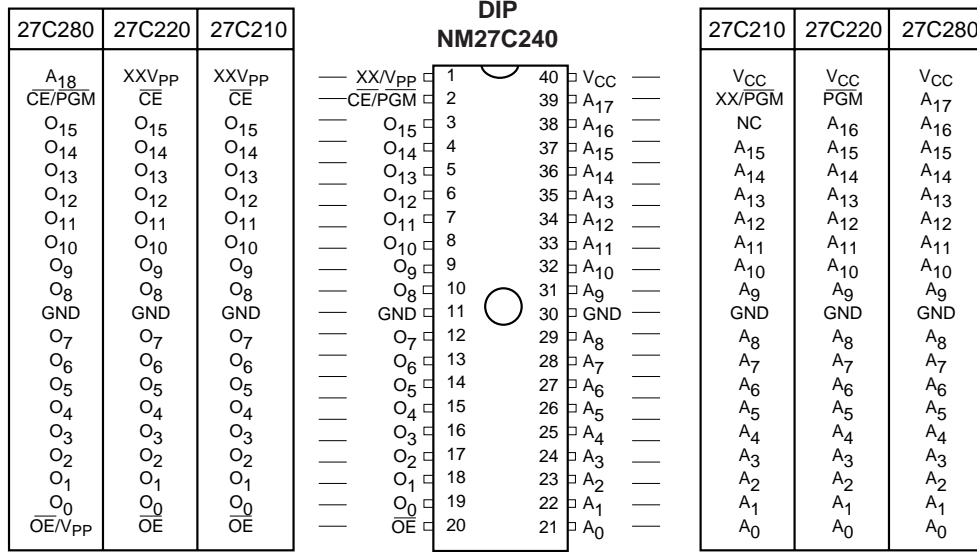 DIP
NM27C240
27C280 27C220 27C210 27C210 27C220 27C280
A18 XXVPP XXVPP XX/VPP 1 40 VCC VCC VCC VCC
CE/PGM CE CE CE/PGM 2 39 A17 XX/PGM PGM A17
O15 O15 O15 O15 3 38 A16 NC A16 A16
O14 O14 O14 O14 4 37 A15 A15 A15 A15
O13 O13 O13 O13 5 36 A14 A14 A14 A14
O12 O12 O12 O12 6 35 A13 A13 A13 A13
O11 O11 O11 O11 7 34 A12 A12 A12 A12
O10 O10 O10 O10 8 33 A11 A11 A11 A11
O9 O9 O9 O9 9 32 A10 A10 A10 A10
O8 O8 O8 O8 10 31 A9 A9 A9 A9
GND GND GND GND 11 30 GND GND GND GND
O7 O7 O7 O7 12 29 A8 A8 A8 A8
O6 O6 O6 O6 13 28 A7 A7 A7 A7
O5 O5 O5 O5 14 27 A6 A6 A6 A6
O4 O4 O4 O4 15 26 A5 A5 A5 A5
O3 O3 O3 O3 16 25 A4 A4 A4 A4
O2 O2 O2 O2 17 24 A3 A3 A3 A3
O1 O1 O1 O1 18 23 A2 A2 A2 A2
O0 O0 O0 O0 19 22 A1 A1 A1 A1
OE/VPP OE OE OE 20 21 A0 A0 A0 A0